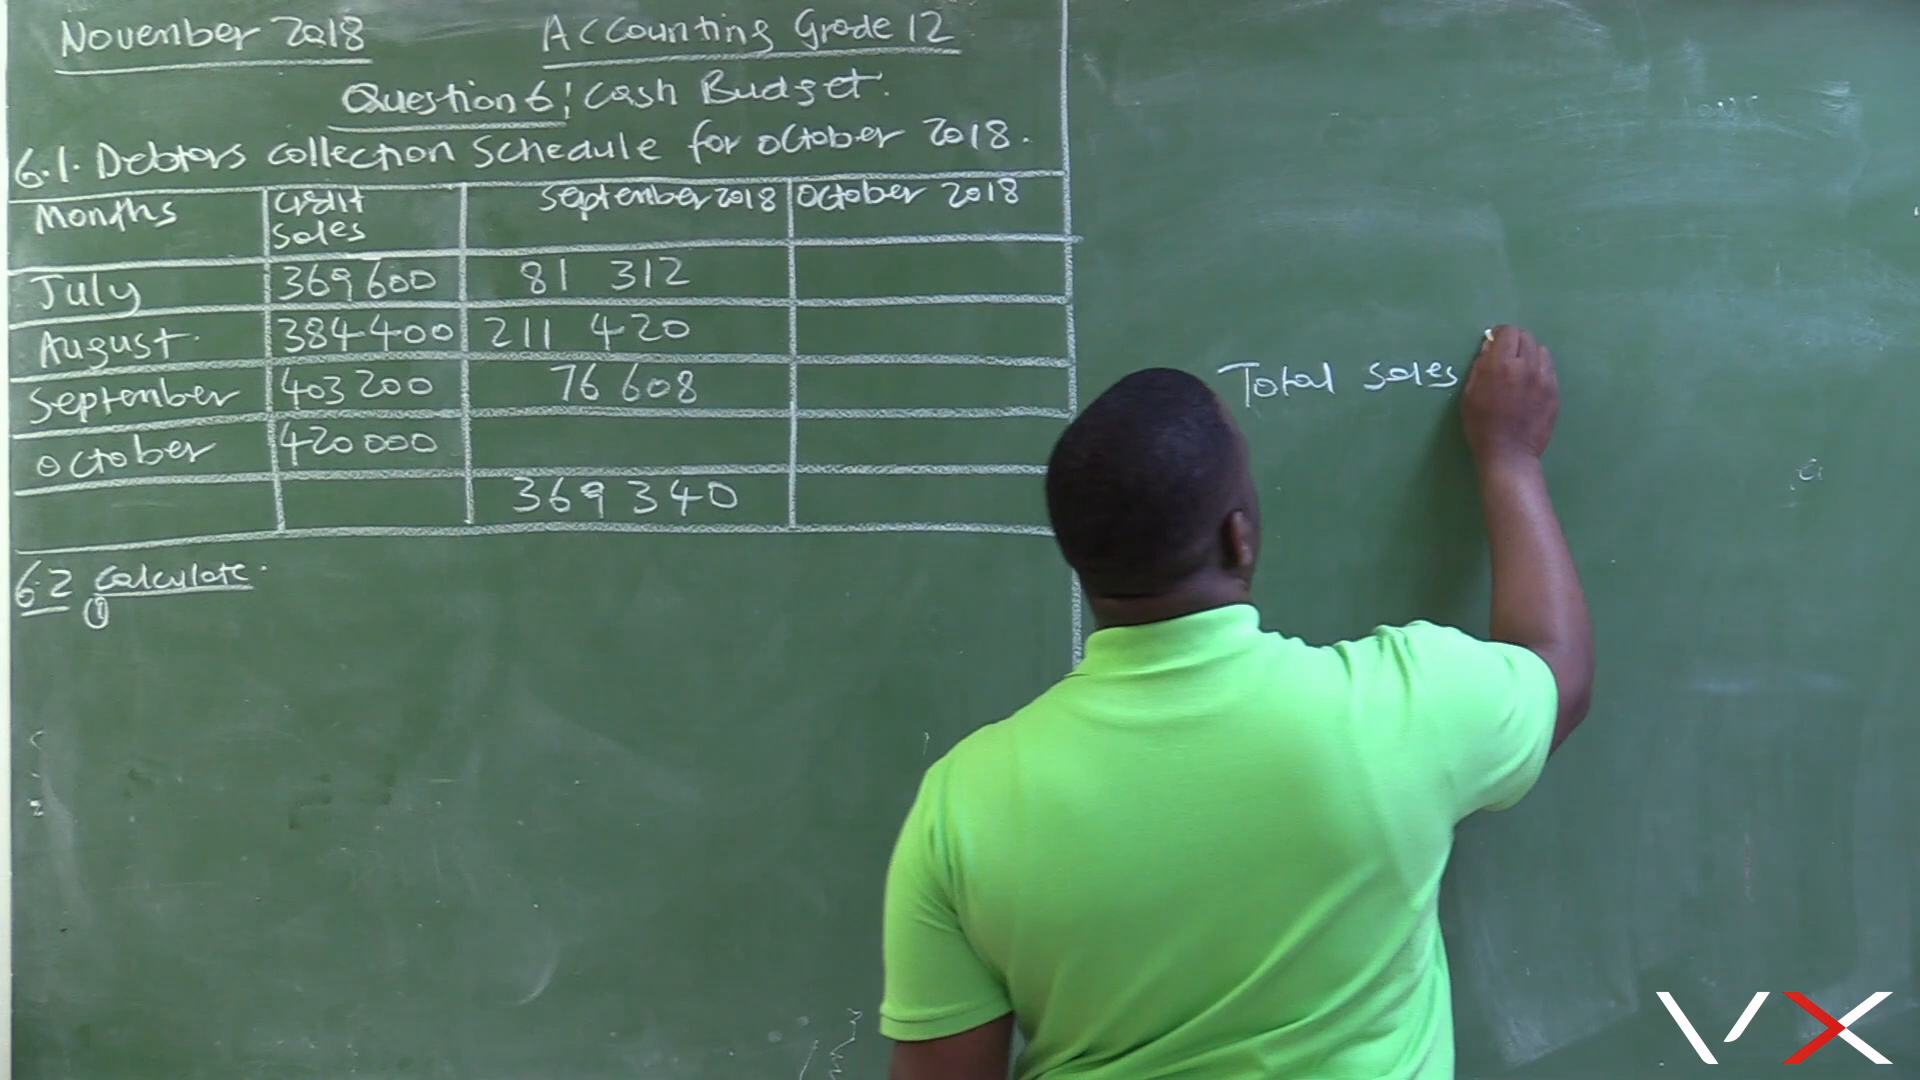 November 2018 Accounting Grade 12
Question 6: Cash Budget.
6.1. Debtors collection Schedule for october 2018.
Months Credit Sales September 2018 October 2018
July 369 600 81 312
August. 384 400 211 420
September 403 200 76 608
October 420 000
369 340
6.2 Calculate.
Total Sales
VX